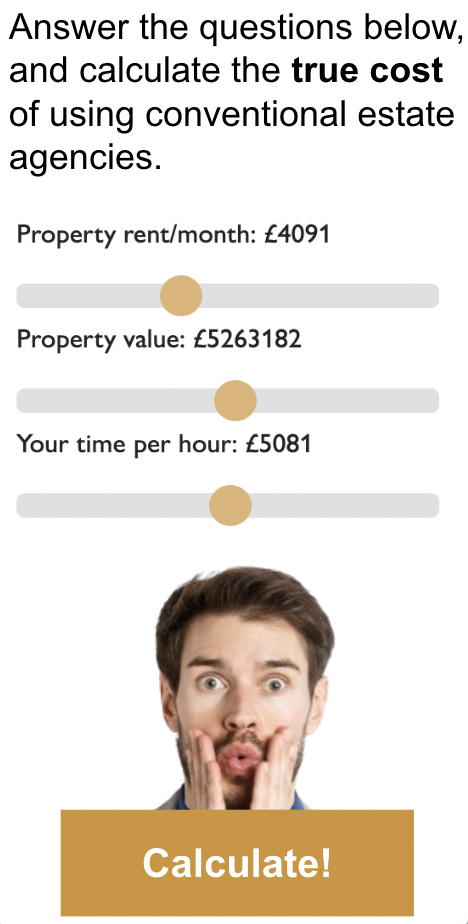 Answer the questions below,
and calculate the true cost
of using conventional estate
agencies.
Property rent/month: £4091
Property value: £5263182
Your time per hour: £5081
Calculate!